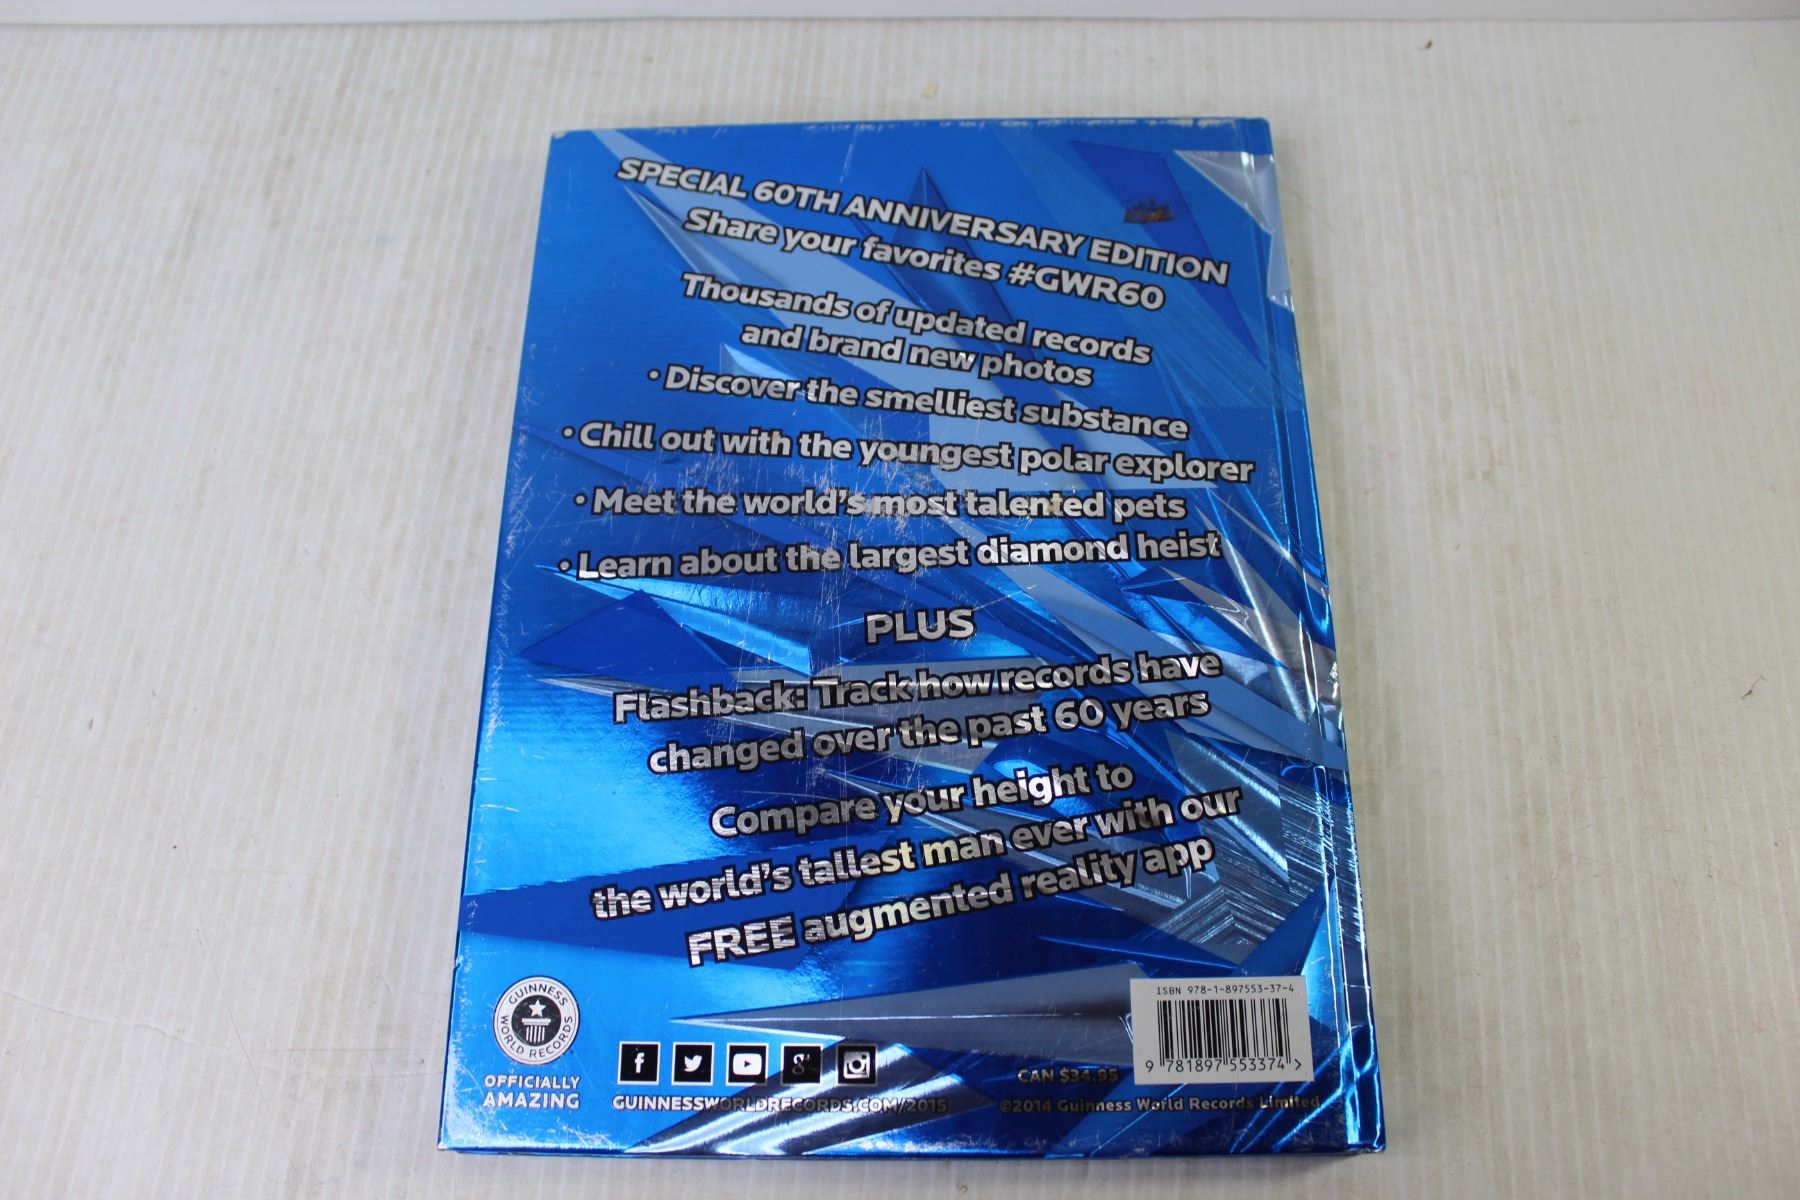 SPECIAL 60TH ANNIVERSARY EDITION
Share your favorites #GWR60
Thousands of updated records
and brand new photos
• Discover the smelliest substance
• Chill out with the youngest polar explorer
• Meet the world's most talented pets
• Learn about the largest diamond heist
PLUS
Flashback: Track how records have
changed over the past 60 years
Compare your height to
the world's tallest man ever with our
FREE augmented reality app
GUINNESS
WORLD RECORDS
OFFICIALLY
AMAZING
GUINNESSWORLDRECORDS.COM/2015
ISBN 978-1-897553-37-4
9 781897 553374 >
CAN $34.95
©2014 Guinness World Records Limited